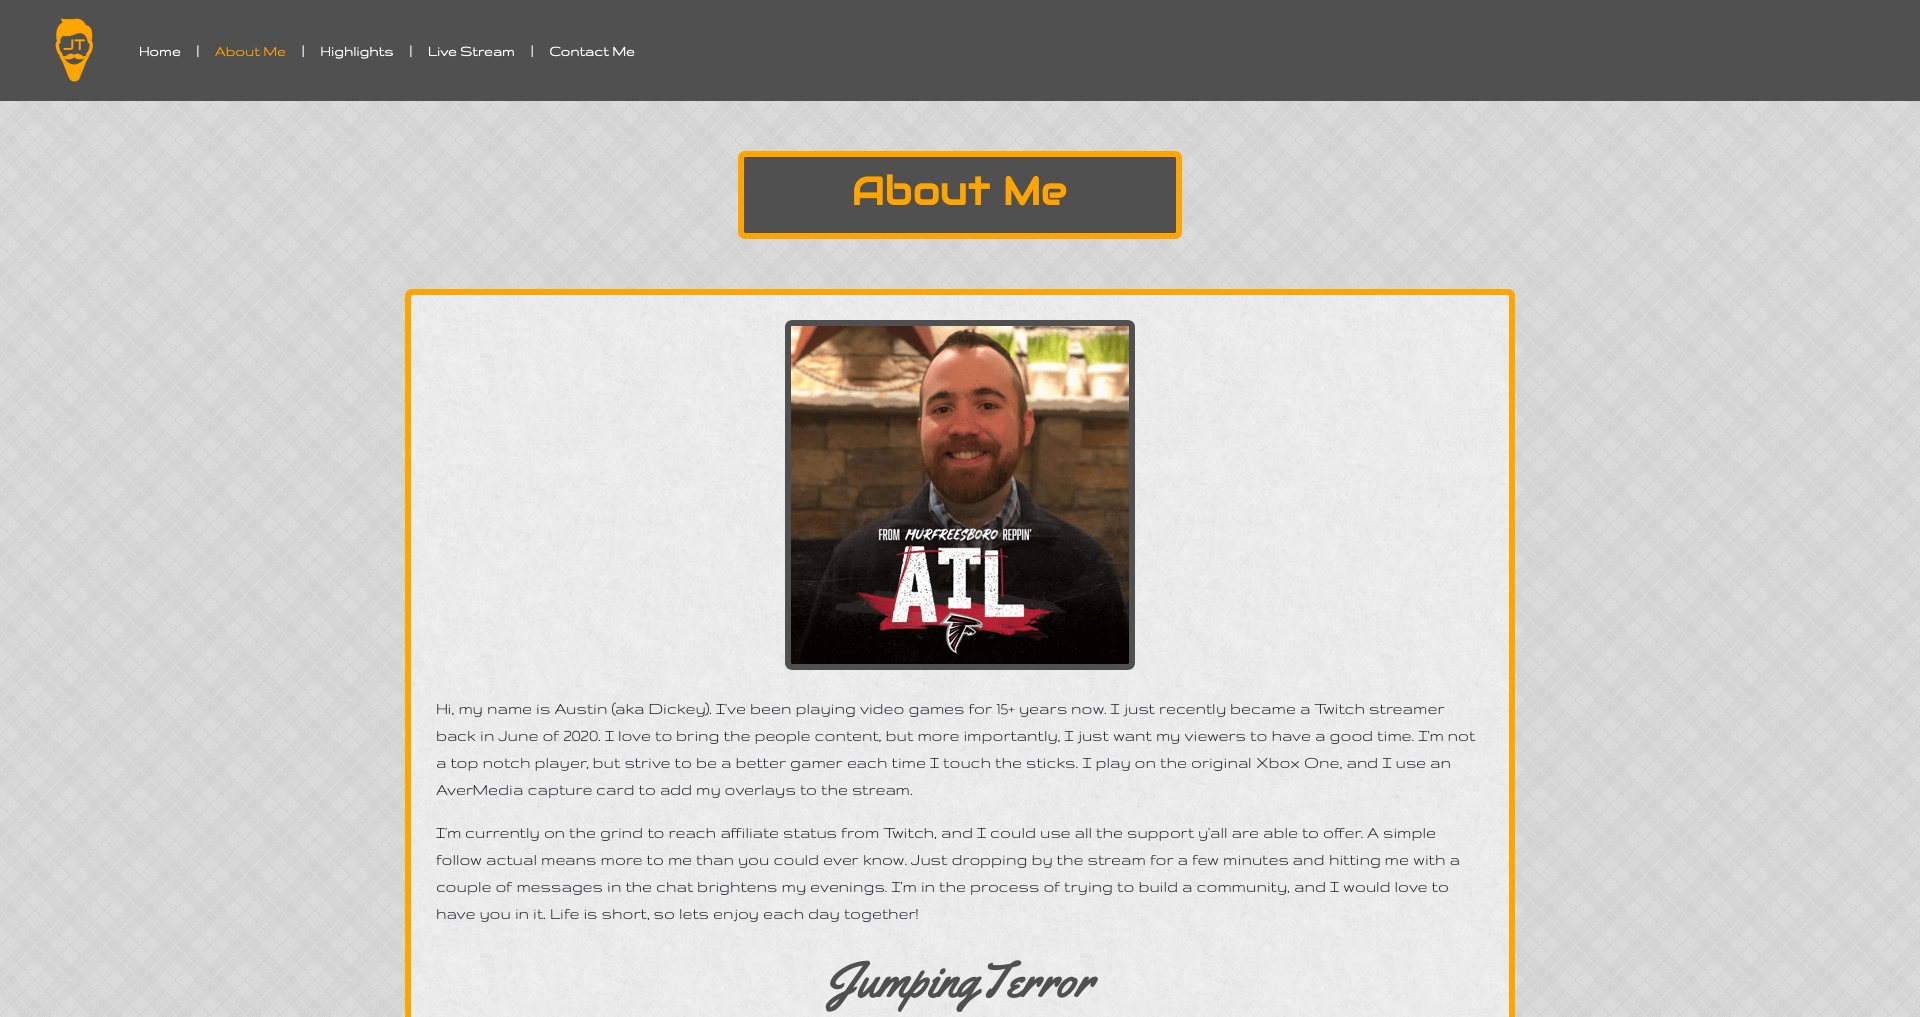 JT
Home | About Me | Highlights | Live Stream | Contact Me
About Me
FROM MURFREESBORO REPPIN'
ATL
Hi, my name is Austin (aka Dickey). I've been playing video games for 15+ years now. I just recently became a Twitch streamer
back in June of 2020. I love to bring the people content, but more importantly, I just want my viewers to have a good time. I'm not
a top notch player, but strive to be a better gamer each time I touch the sticks. I play on the original Xbox One, and I use an
AverMedia capture card to add my overlays to the stream.
I'm currently on the grind to reach affiliate status from Twitch, and I could use all the support y'all are able to offer. A simple
follow actual means more to me than you could ever know. Just dropping by the stream for a few minutes and hitting me with a
couple of messages in the chat brightens my evenings. I'm in the process of trying to build a community, and I would love to
have you in it. Life is short, so lets enjoy each day together!
JumpingTerror